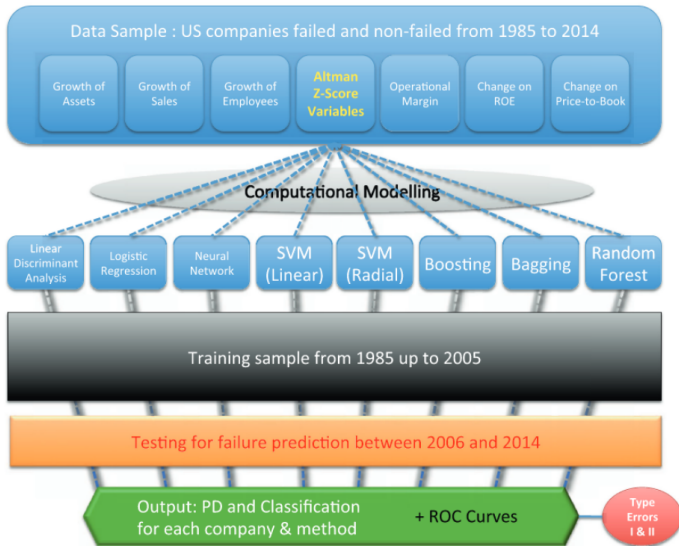 Data Sample : US companies failed and non-failed from 1985 to 2014
Growth of
Assets
Growth of
Sales
Growth of
Employees
Altman
Z-Score
Variables
Operational
Margin
Change on
ROE
Change on
Price-to-Book
Computational Modelling
Linear
Discriminant
Analysis
Logistic
Regression
Neural
Network
SVM
(Linear)
SVM
(Radial)
Boosting
Bagging
Random
Forest
Training sample from 1985 up to 2005
Testing for failure prediction between 2006 and 2014
Output: PD and Classification
for each company & method
+ ROC Curves
Type
Errors
I & II